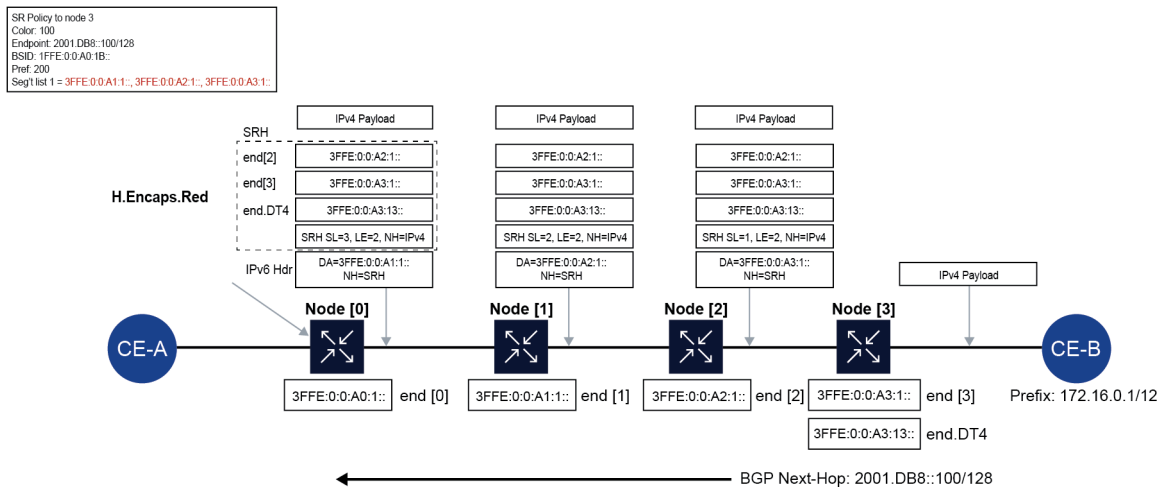 SR Policy to node 3
Color: 100
Endpoint: 2001.DB8::100/128
BSID: 1FFE:0:0:A0:1B::
Pref: 200
Seg't list 1 = 3FFE:0:0:A1:1::, 3FFE:0:0:A2:1::, 3FFE:0:0:A3:1::
IPv4 Payload
IPv4 Payload
IPv4 Payload
SRH
end[2]
3FFE:0:0:A2:1::
3FFE:0:0:A2:1::
3FFE:0:0:A2:1::
end[3]
3FFE:0:0:A3:1::
3FFE:0:0:A3:1::
3FFE:0:0:A3:1::
H.Encaps.Red
end.DT4
3FFE:0:0:A3:13::
3FFE:0:0:A3:13::
3FFE:0:0:A3:13::
SRH SL=3, LE=2, NH=IPv4
SRH SL=2, LE=2, NH=IPv4
SRH SL=1, LE=2, NH=IPv4
IPv6 Hdr
DA=3FFE:0:0:A1:1::
NH=SRH
DA=3FFE:0:0:A2:1::
NH=SRH
DA=3FFE:0:0:A3:1::
NH=SRH
IPv4 Payload
Node [0]
Node [1]
Node [2]
Node [3]
CE-A
CE-B
3FFE:0:0:A0:1::
end [0]
3FFE:0:0:A1:1::
end [1]
3FFE:0:0:A2:1::
end [2]
3FFE:0:0:A3:1::
end [3]
Prefix: 172.16.0.1/12
3FFE:0:0:A3:13::
end.DT4
BGP Next-Hop: 2001.DB8::100/128